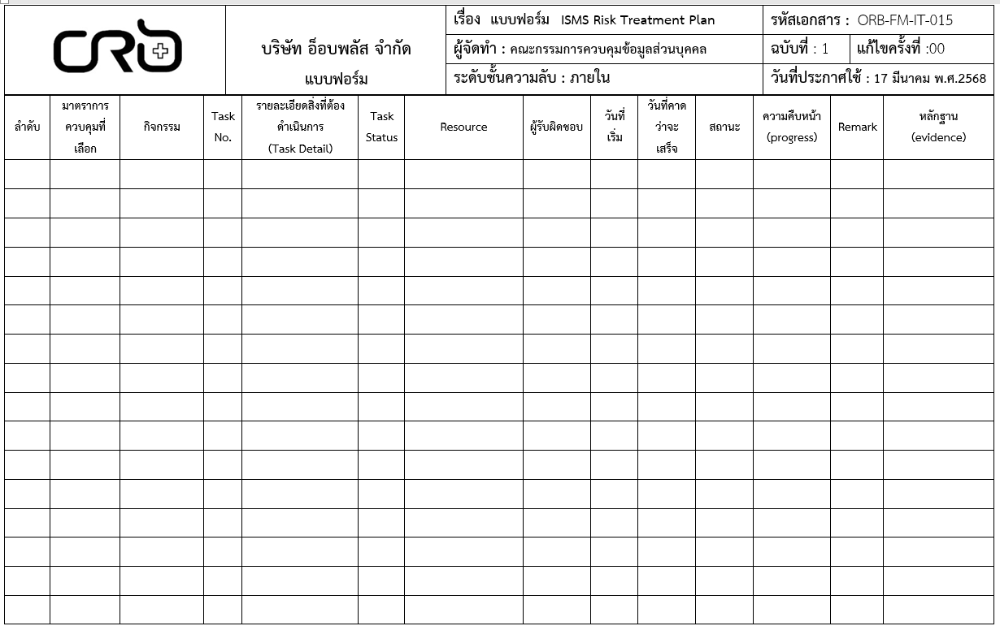 ORB
บริษัท อ็อบพลัส จำกัด
แบบฟอร์ม
เรื่อง แบบฟอร์ม ISMS Risk Treatment Plan
ผู้จัดทำ : คณะกรรมการควบคุมข้อมูลส่วนบุคคล
ระดับชั้นความลับ : ภายใน
รหัสเอกสาร : ORB-FM-IT-015
ฉบับที่ : 1
แก้ไขครั้งที่ :00
วันที่ประกาศใช้ : 17 มีนาคม พ.ศ.2568
ลำดับ
มาตราการ
ควบคุมที่
เลือก
กิจกรรม
Task
No.
รายละเอียดสิ่งที่ต้อง
ดำเนินการ
(Task Detail)
Task
Status
Resource
ผู้รับผิดชอบ
วันที่
เริ่ม
วันที่คาด
ว่าจะ
เสร็จ
สถานะ
ความคืบหน้า
(progress)
Remark
หลักฐาน
(evidence)